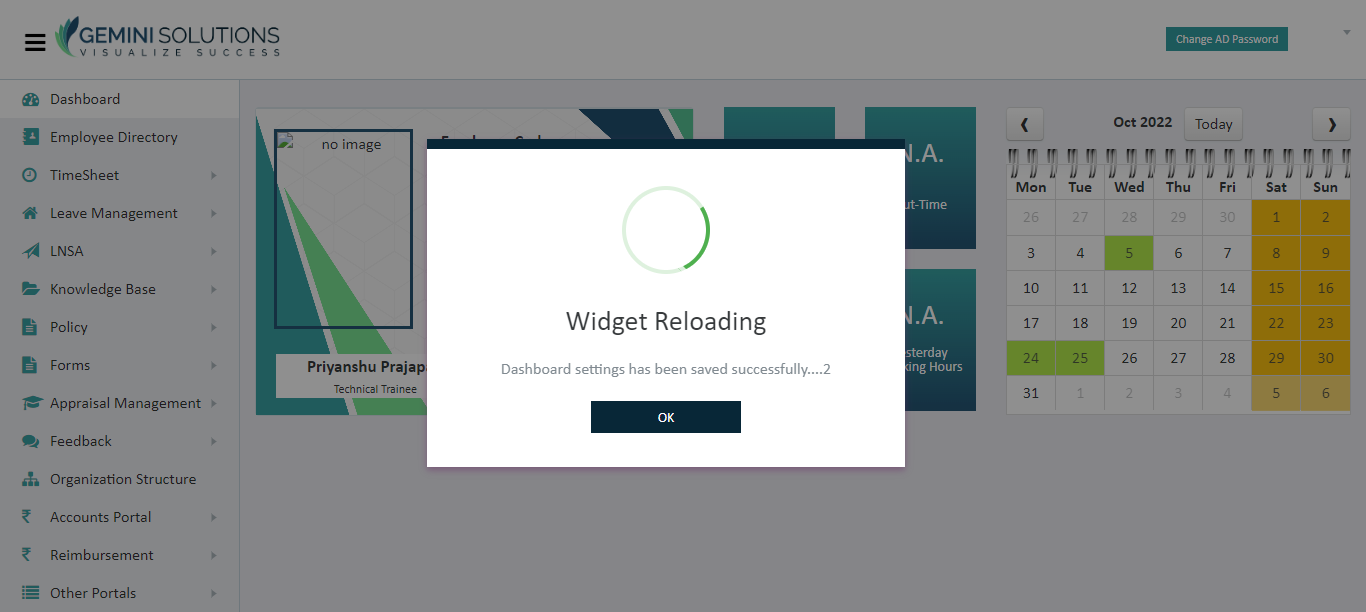 GEMINI SOLUTIONS
VISUALIZE SUCCESS
Change AD Password
Dashboard
Employee Directory
TimeSheet
Leave Management
LNSA
Knowledge Base
Policy
Forms
Appraisal Management
Feedback
Organization Structure
Accounts Portal
Reimbursement
Other Portals
no image
Technical Trainee
Priyanshu
Widget Reloading
Dashboard settings has been saved successfully....2
OK
N.A.
N.A.
Hours
❮ Oct 2022 Today ❯
Mon Tue Wed Thu Fri Sat Sun
26 27 28 29 30 1 2
3 4 5 6 7 8 9
10 11 12 13 14 15 16
17 18 19 20 21 22 23
24 25 26 27 28 29 30
31 1 2 3 4 5 6